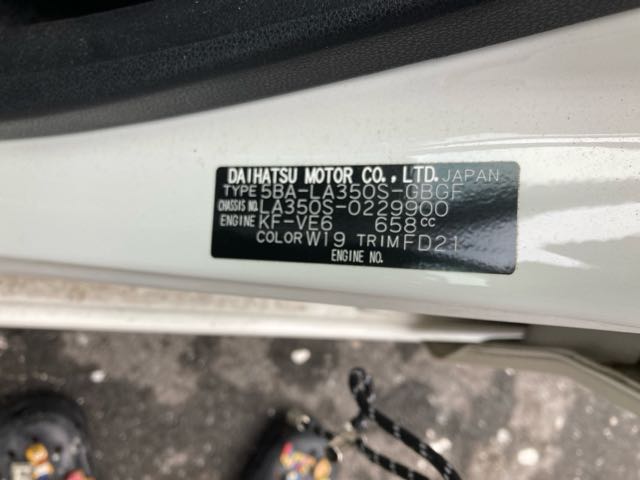 DAIHATSU MOTOR CO., LTD. JAPAN
TYPE 5BA-LA350S-GBGF
CHASSIS NO. LA350S-0229900
ENGINE KF-VE6 658cc
COLOR W19 TRIM FD21
ENGINE NO.